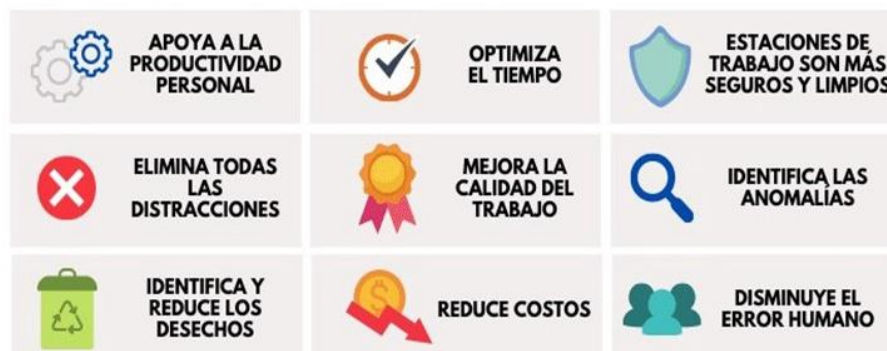 APOYA A LA
PRODUCTIVIDAD
PERSONAL
OPTIMIZA
EL TIEMPO
ESTACIONES DE
TRABAJO SON MÁS
SEGUROS Y LIMPIOS
ELIMINA TODAS
LAS
DISTRACCIONES
MEJORA LA
CALIDAD DEL
TRABAJO
IDENTIFICA LAS
ANOMALÍAS
IDENTIFICA Y
REDUCE LOS
DESECHOS
$
REDUCE COSTOS
DISMINUYE EL
ERROR HUMANO